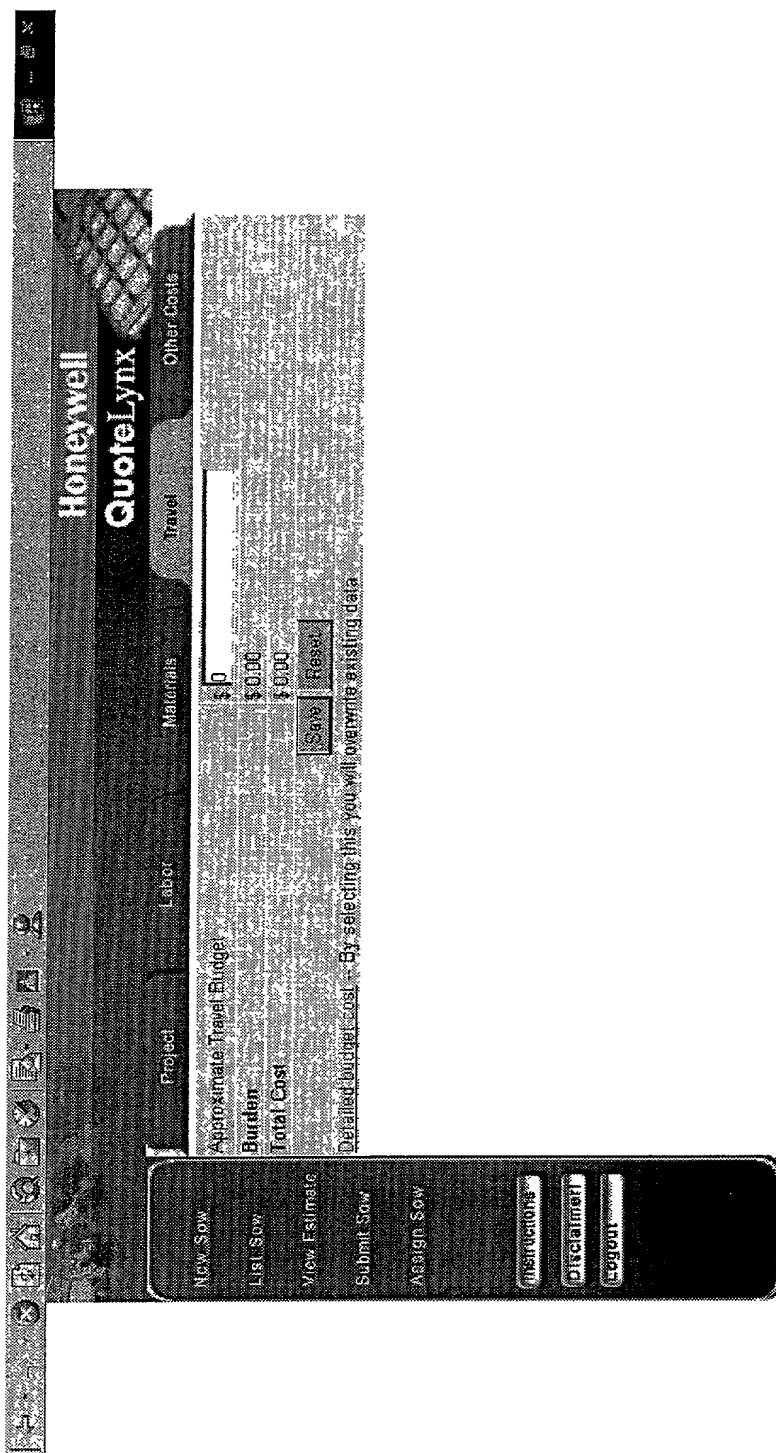 Honeywell
QuoteLynx
Project
Labor
Materials
Travel
Other Costs
New Sow
List Sow
View Estimate
Submit Sow
Assign Sow
Instructions
Disclaimer!
Logout
Approximate Travel Budget
$ 0
Burden
$ 0.00
Total Cost
$ 0.00
Save
Reset
Detailed budget cost -- By selecting this you will overwrite existing data